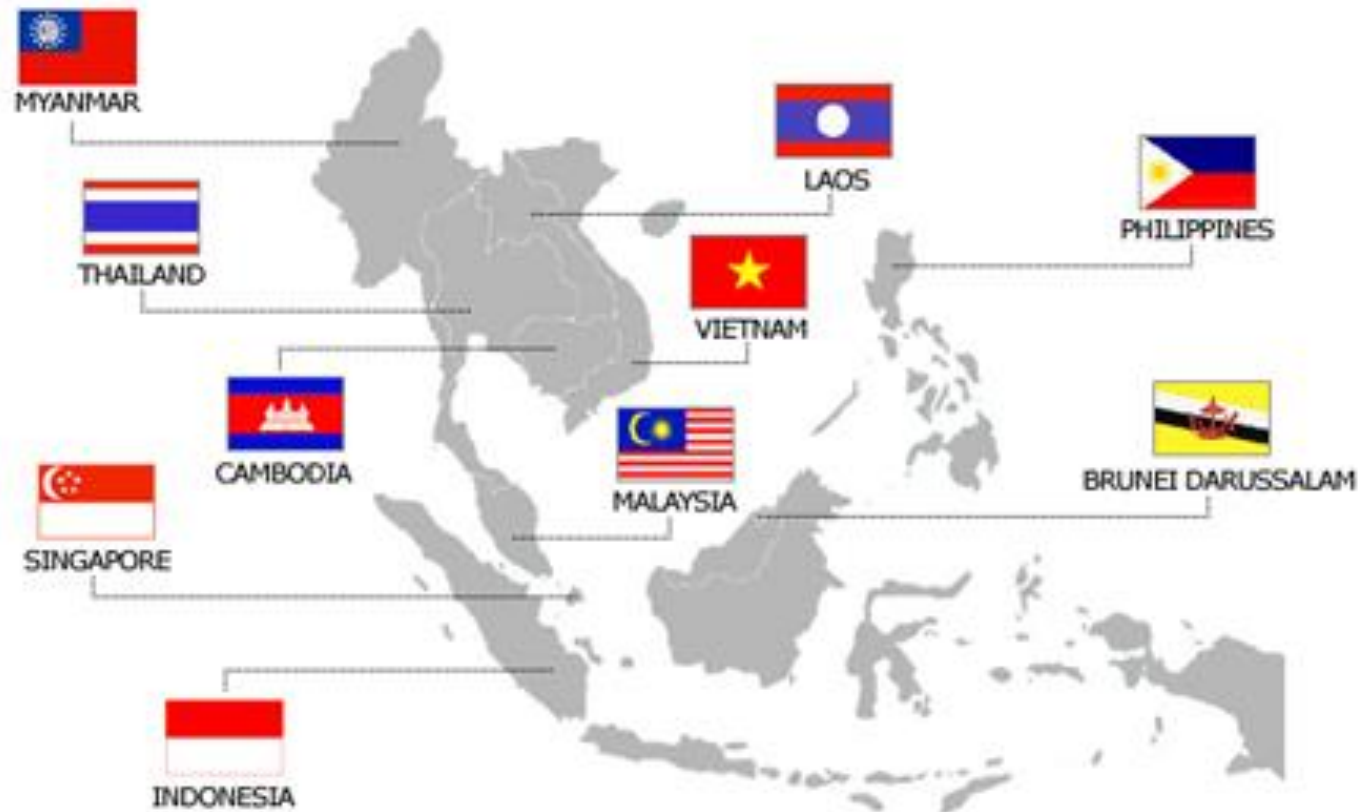 MYANMAR
LAOS
PHILIPPINES
THAILAND
VIETNAM
CAMBODIA
MALAYSIA
BRUNEI DARUSSALAM
SINGAPORE
INDONESIA